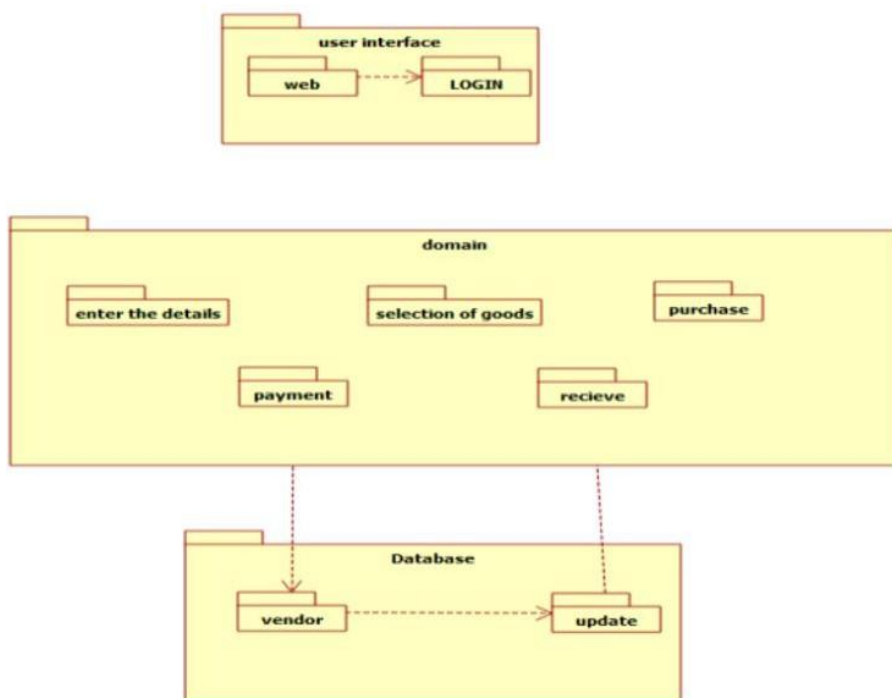 user interface
web
LOGIN
domain
enter the details
selection of goods
purchase
payment
recieve
Database
vendor
update